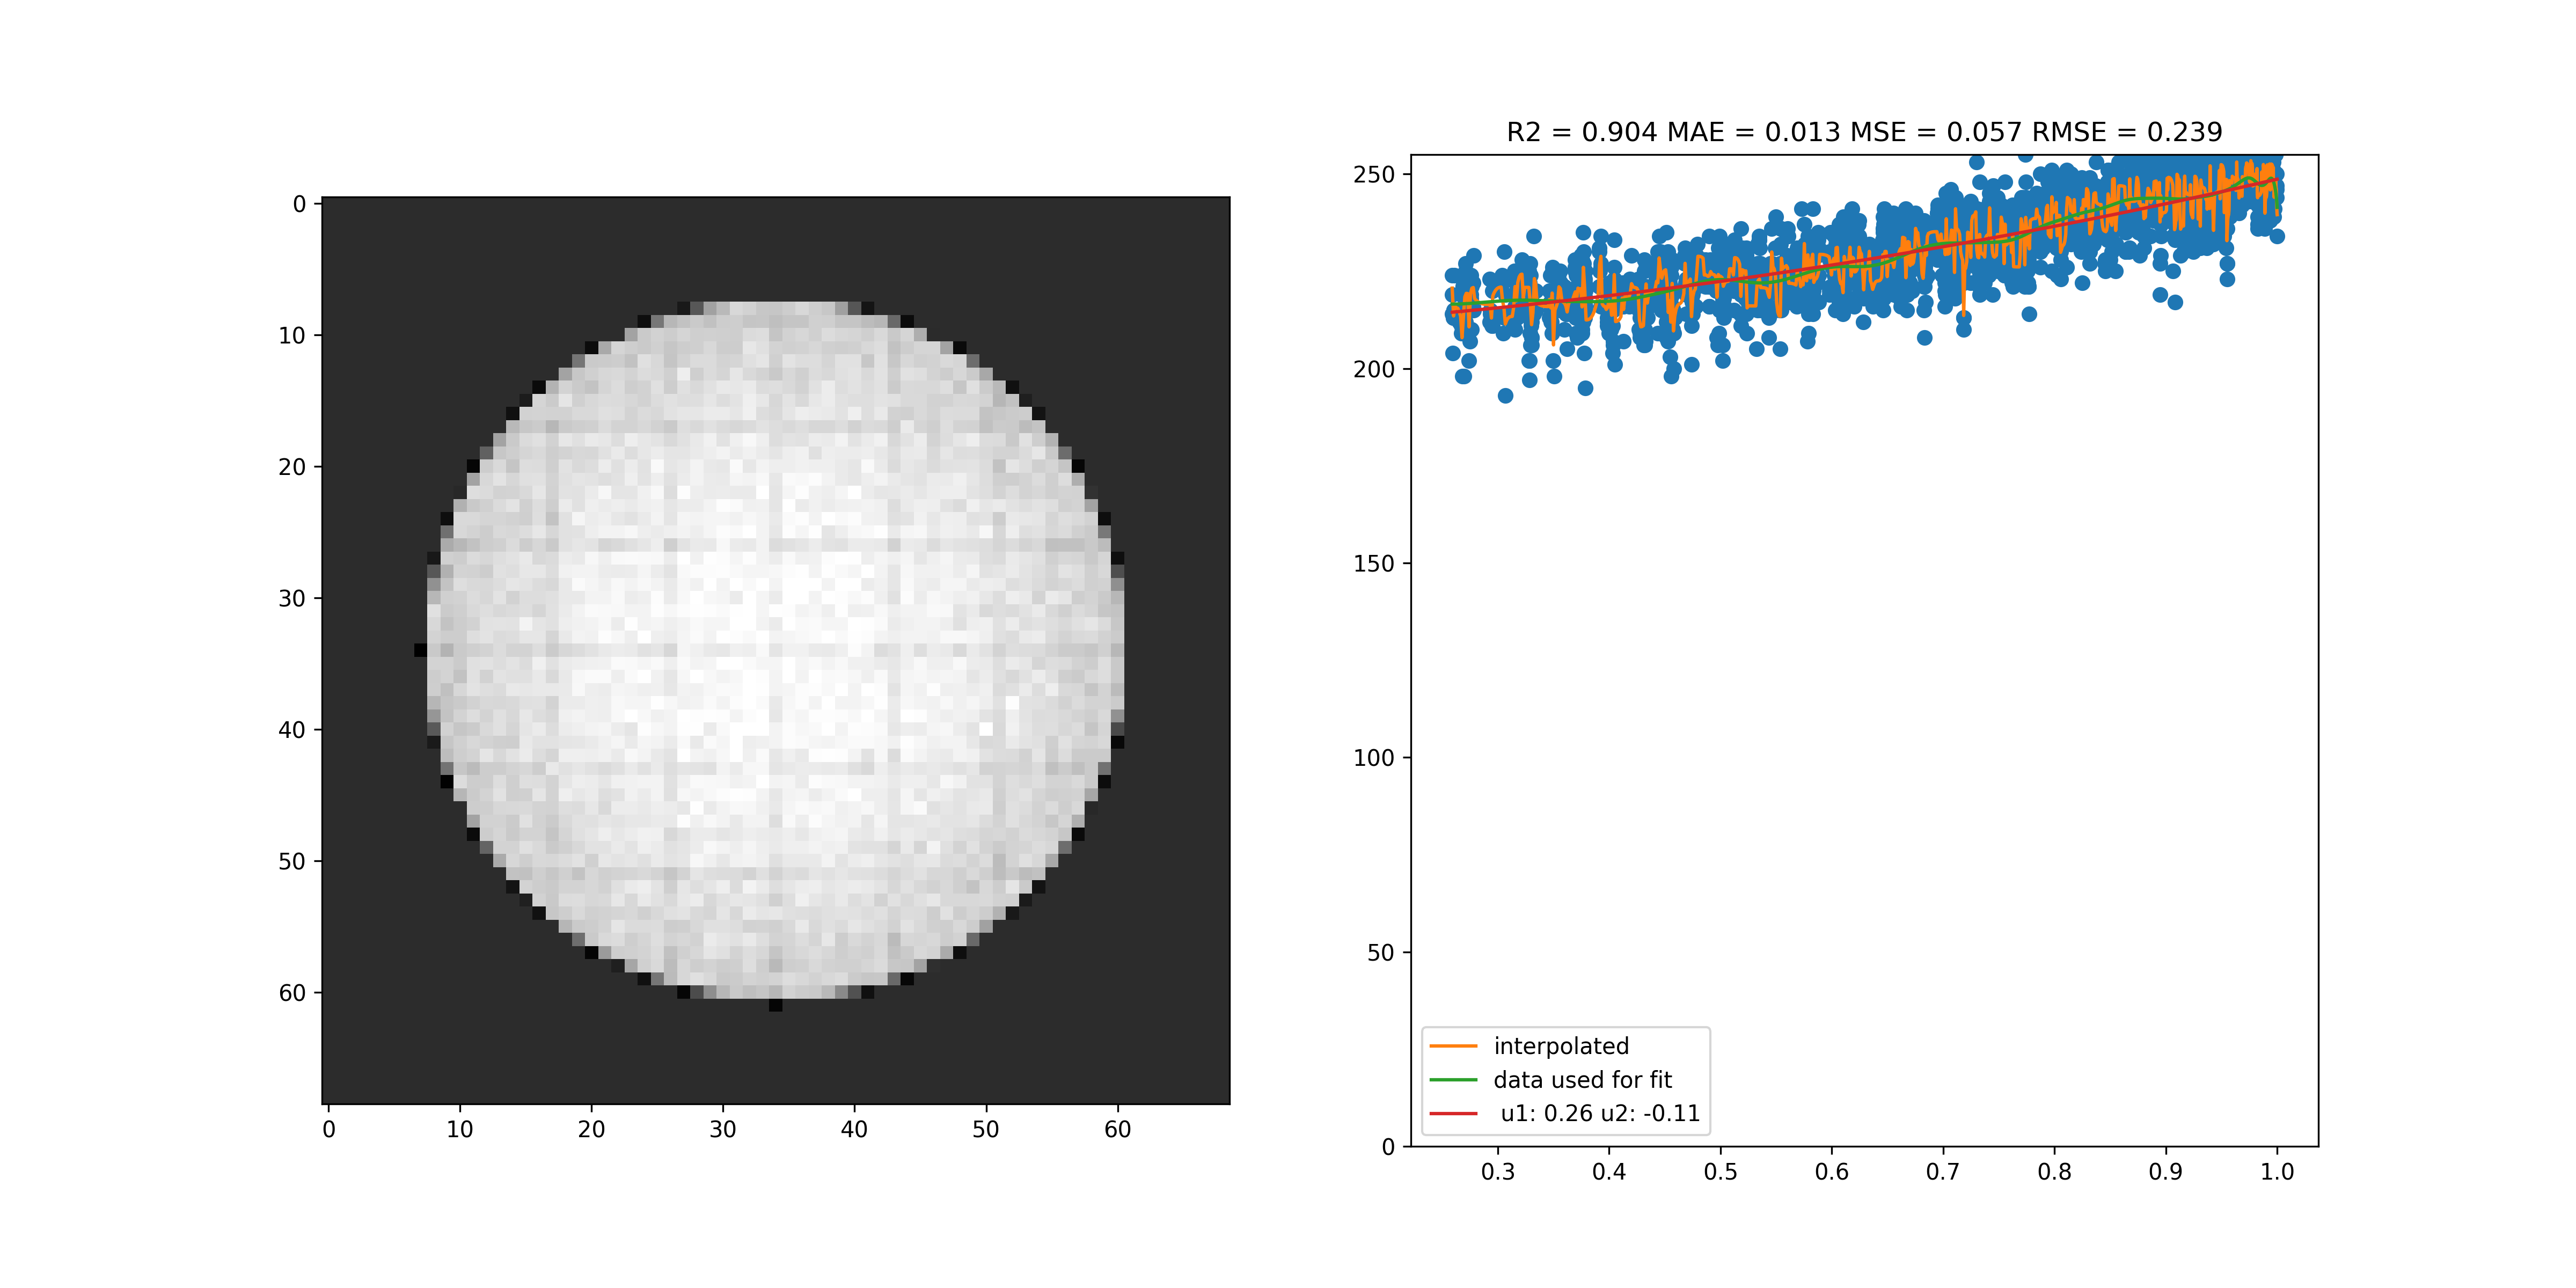 R2 = 0.904 MAE = 0.013 MSE = 0.057 RMSE = 0.239
0
10
20
30
40
50
60
0 10 20 30 40 50 60
250
200
150
100
50
0
interpolated
data used for fit
u1: 0.26 u2: -0.11
0.3 0.4 0.5 0.6 0.7 0.8 0.9 1.0